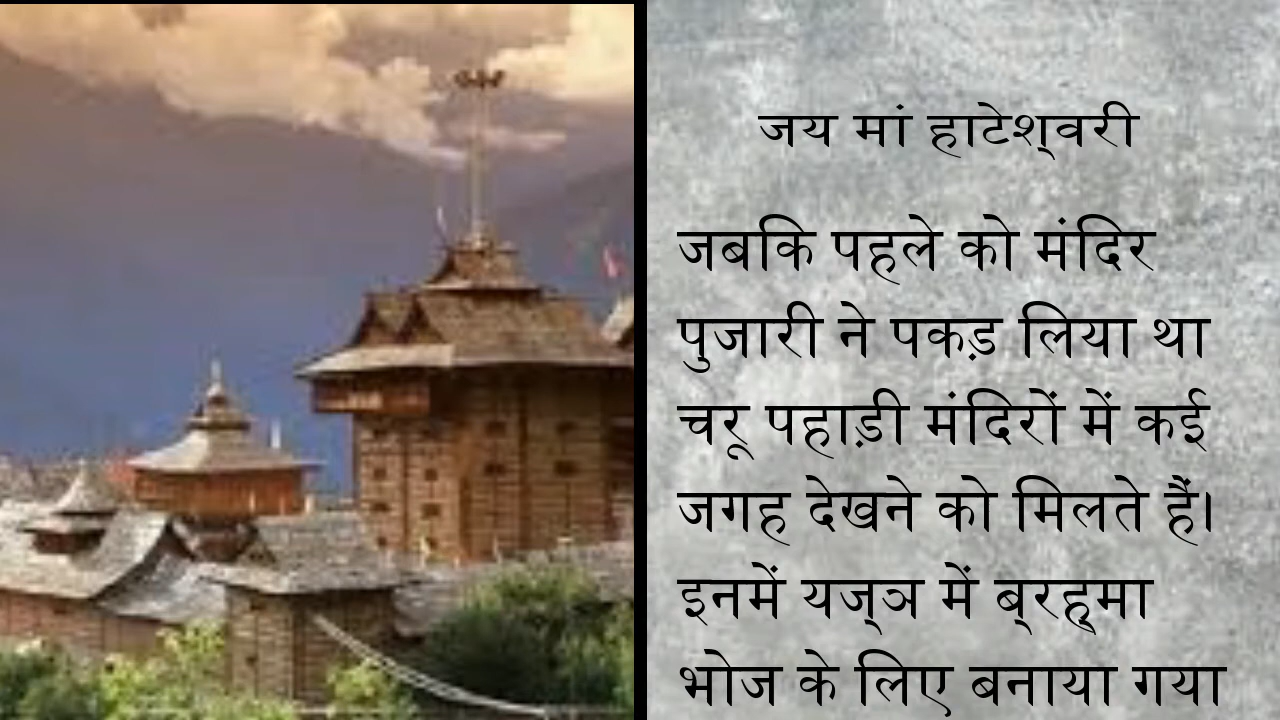 जय मां हाटेश्वरी
जबकि पहले को मंदिर
पुजारी ने पकड़ लिया था
चरू पहाड़ी मंदिरों में कई
जगह देखने को मिलते हैं।
इनमें यज्ञ में ब्रह्मा
भोज के लिए बनाया गया